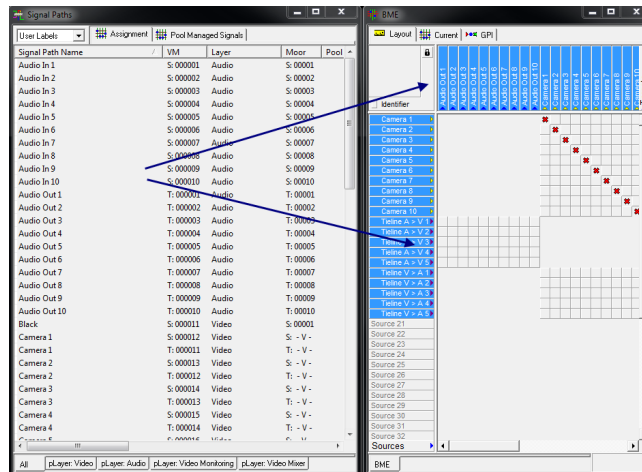 Signal Paths
User Labels Assignment Pool Managed Signals
Signal Path Name / VM Layer Moor Pool
Audio In 1 S: 000001 Audio S: 00001
Audio In 2 S: 000002 Audio S: 00002
Audio In 3 S: 000003 Audio S: 00003
Audio In 4 S: 000004 Audio S: 00004
Audio In 5 S: 000005 Audio S: 00005
Audio In 6 S: 000006 Audio S: 00006
Audio In 7 S: 000007 Audio S: 00007
Audio In 8 S: 000008 Audio S: 00008
Audio In 9 S: 000009 Audio S: 00009
Audio In 10 S: 000010 Audio S: 00010
Audio Out 1 T: 000001 Audio T: 00001
Audio Out 2 T: 000002 Audio T: 00002
Audio Out 3 T: 000003 Audio T: 00003
Audio Out 4 T: 000004 Audio T: 00004
Audio Out 5 T: 000005 Audio T: 00005
Audio Out 6 T: 000006 Audio T: 00006
Audio Out 7 T: 000007 Audio T: 00007
Audio Out 8 T: 000008 Audio T: 00008
Audio Out 9 T: 000009 Audio T: 00009
Audio Out 10 T: 000010 Audio T: 00010
Black S: 000011 Video S: 00001
Camera 1 S: 000012 Video S: - V -
Camera 1 T: 000011 Video T: - V -
Camera 2 S: 000013 Video S: - V -
Camera 2 T: 000012 Video T: - V -
Camera 3 S: 000014 Video S: - V -
Camera 3 T: 000013 Video T: - V -
Camera 4 S: 000015 Video S: - V -
Camera 4 T: 000014 Video T: - V -
All pLayer: Video pLayer: Audio pLayer: Video Monitoring pLayer: Video Mixer
BME
Layout Current GPI
Audio Out 1
Audio Out 2
Audio Out 3
Audio Out 4
Audio Out 5
Audio Out 6
Audio Out 7
Audio Out 8
Audio Out 9
Audio Out 10
Camera 1
Camera 2
Camera 3
Camera 4
Camera 5
Camera 6
Camera 7
Camera 8
Camera 9
Camera 10
Identifier
Camera 1
Camera 2
Camera 3
Camera 4
Camera 5
Camera 6
Camera 7
Camera 8
Camera 9
Camera 10
Tieline A > V 1
Tieline A > V 2
Tieline A > V 3
Tieline A > V 4
Tieline A > V 5
Tieline V > A 1
Tieline V > A 2
Tieline V > A 3
Tieline V > A 4
Tieline V > A 5
Source 21
Source 22
Source 23
Source 24
Source 25
Source 26
Source 27
Source 28
Source 29
Source 30
Source 31
Source 32
Sources
BME